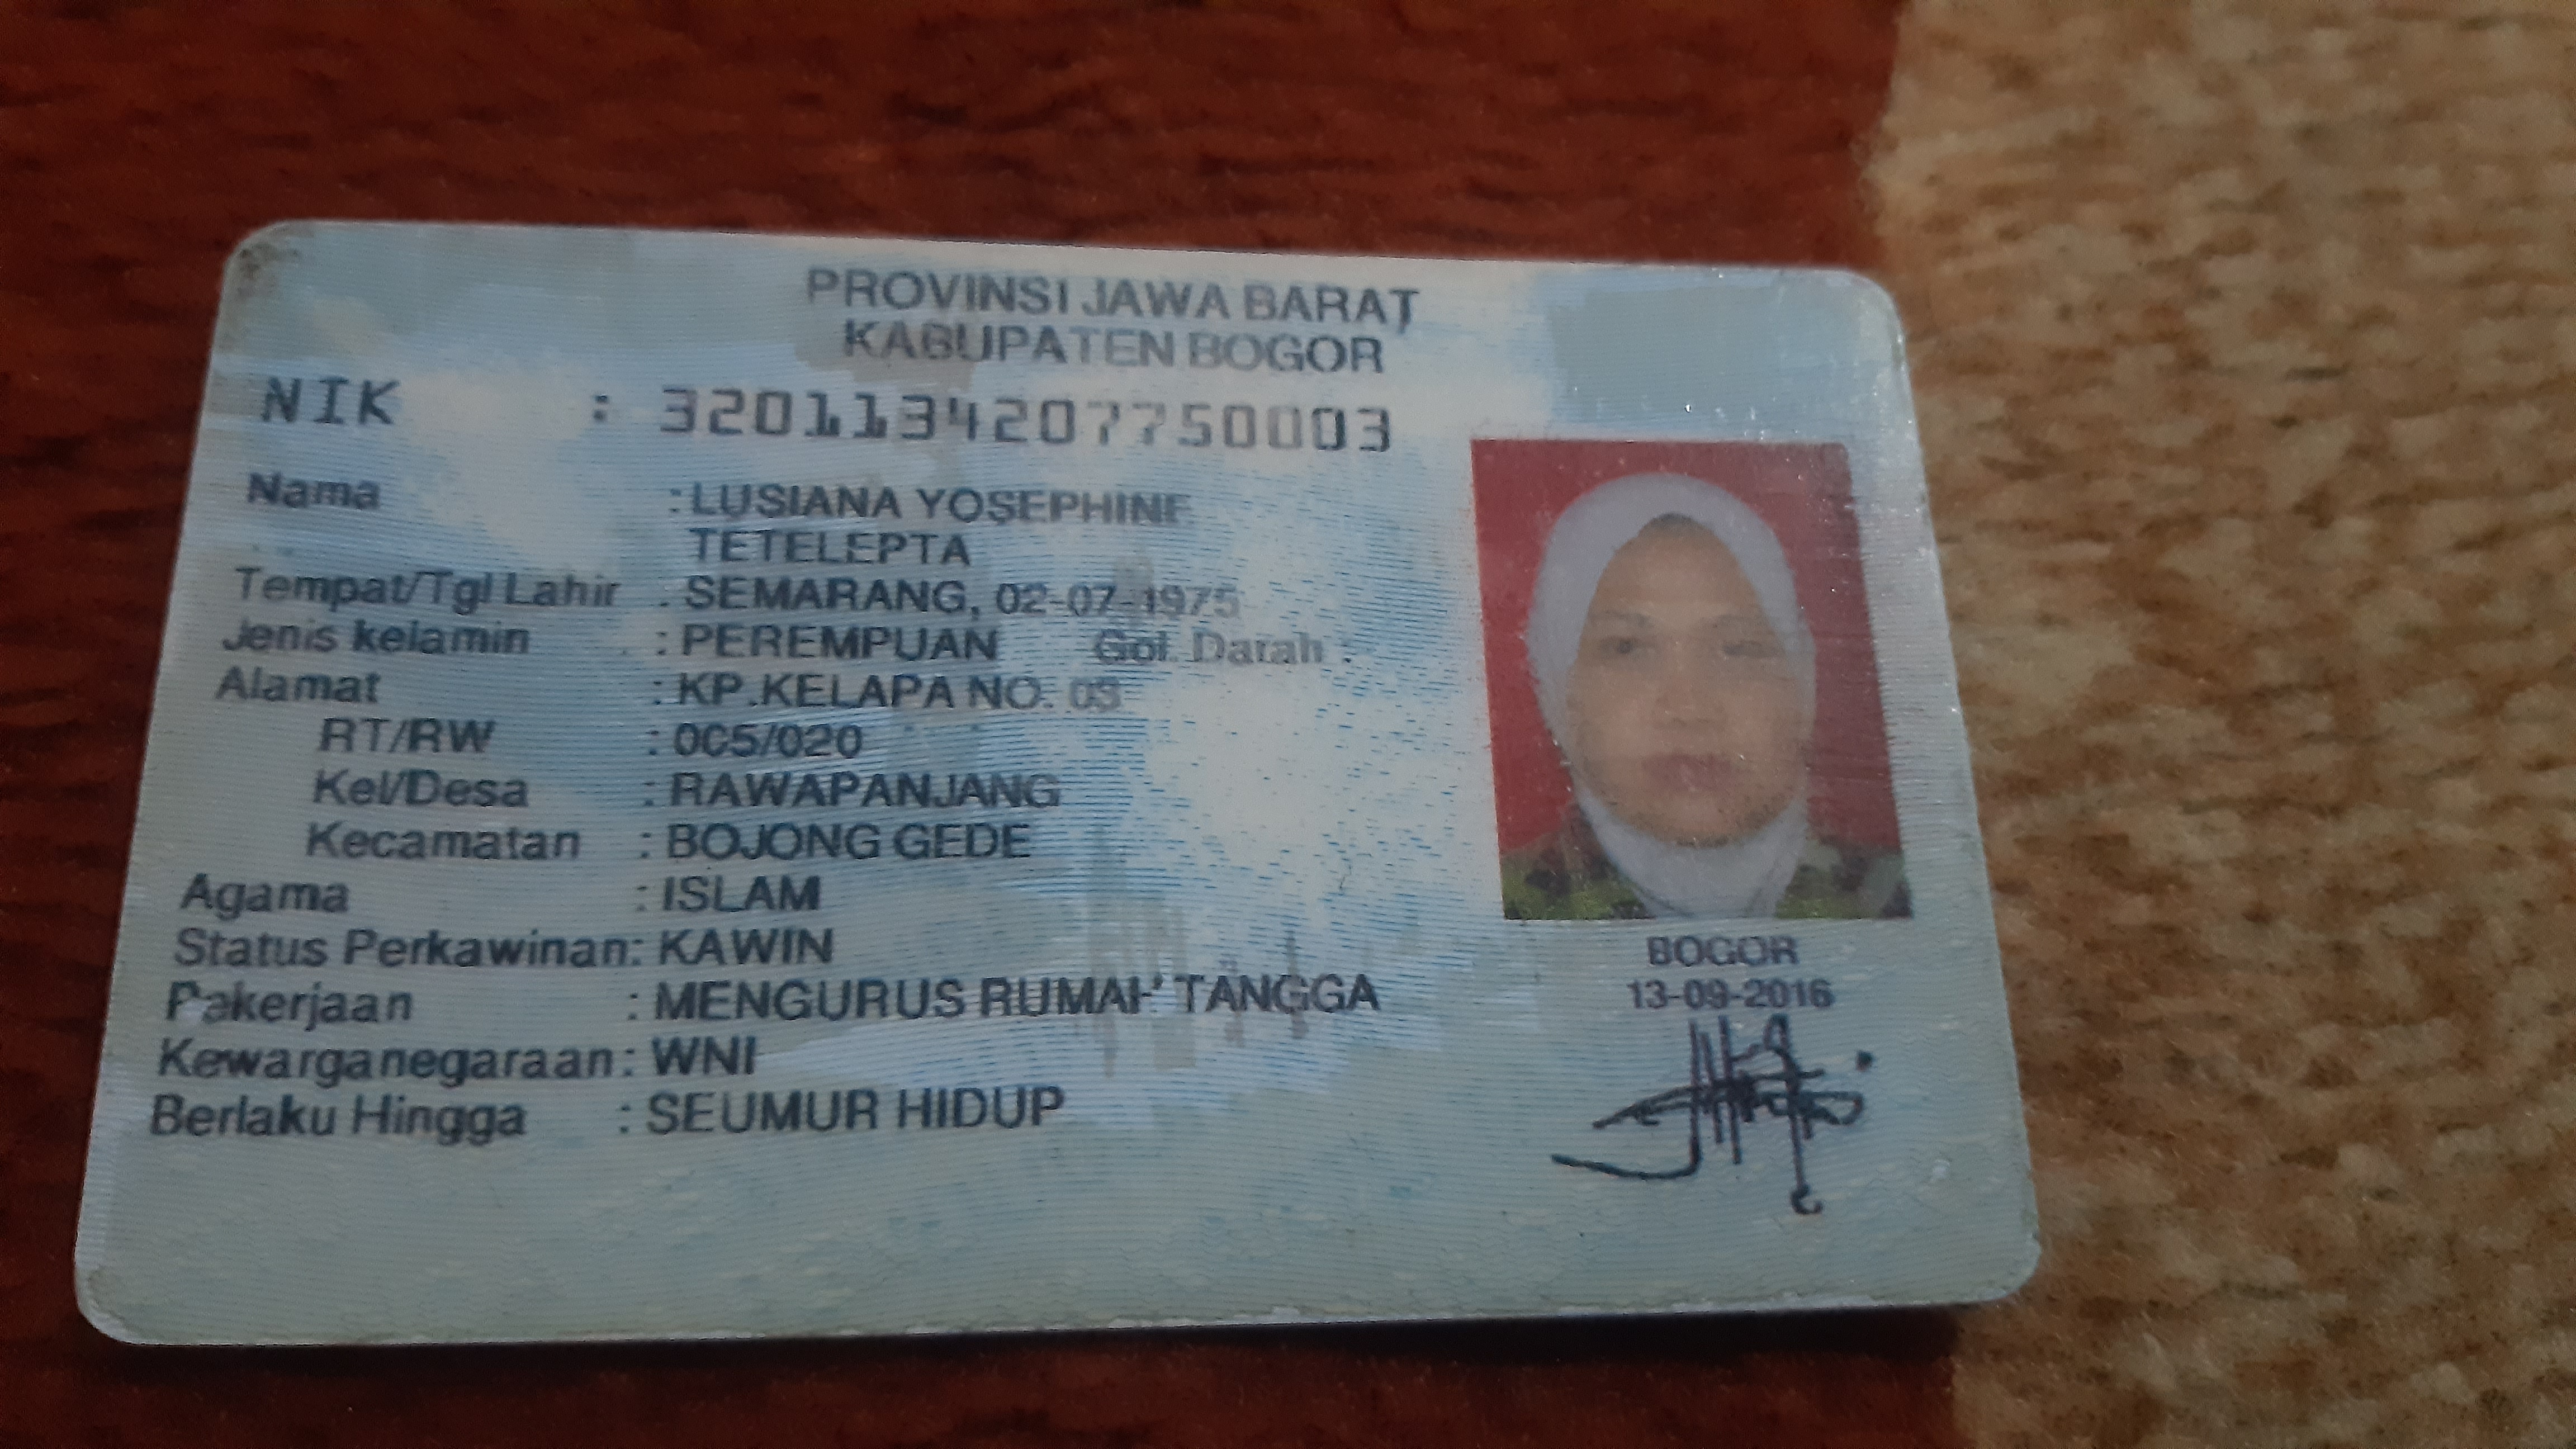 PROVINSI JAWA BARAT
KABUPATEN BOGOR
NIK : 3201134207750003
Nama : LUSIANA YOSEPHINE
TETELEPTA
Tempat/Tgl Lahir : SEMARANG, 02-07-1975
Jenis kelamin : PEREMPUAN Gol. Darah :
Alamat : KP.KELAPA NO. 03
RT/RW : 005/020
Kel/Desa : RAWAPANJANG
Kecamatan : BOJONG GEDE
Agama : ISLAM
Status Perkawinan: KAWIN
Pekerjaan : MENGURUS RUMAH TANGGA
Kewarganegaraan: WNI
Berlaku Hingga : SEUMUR HIDUP
BOGOR
13-09-2016